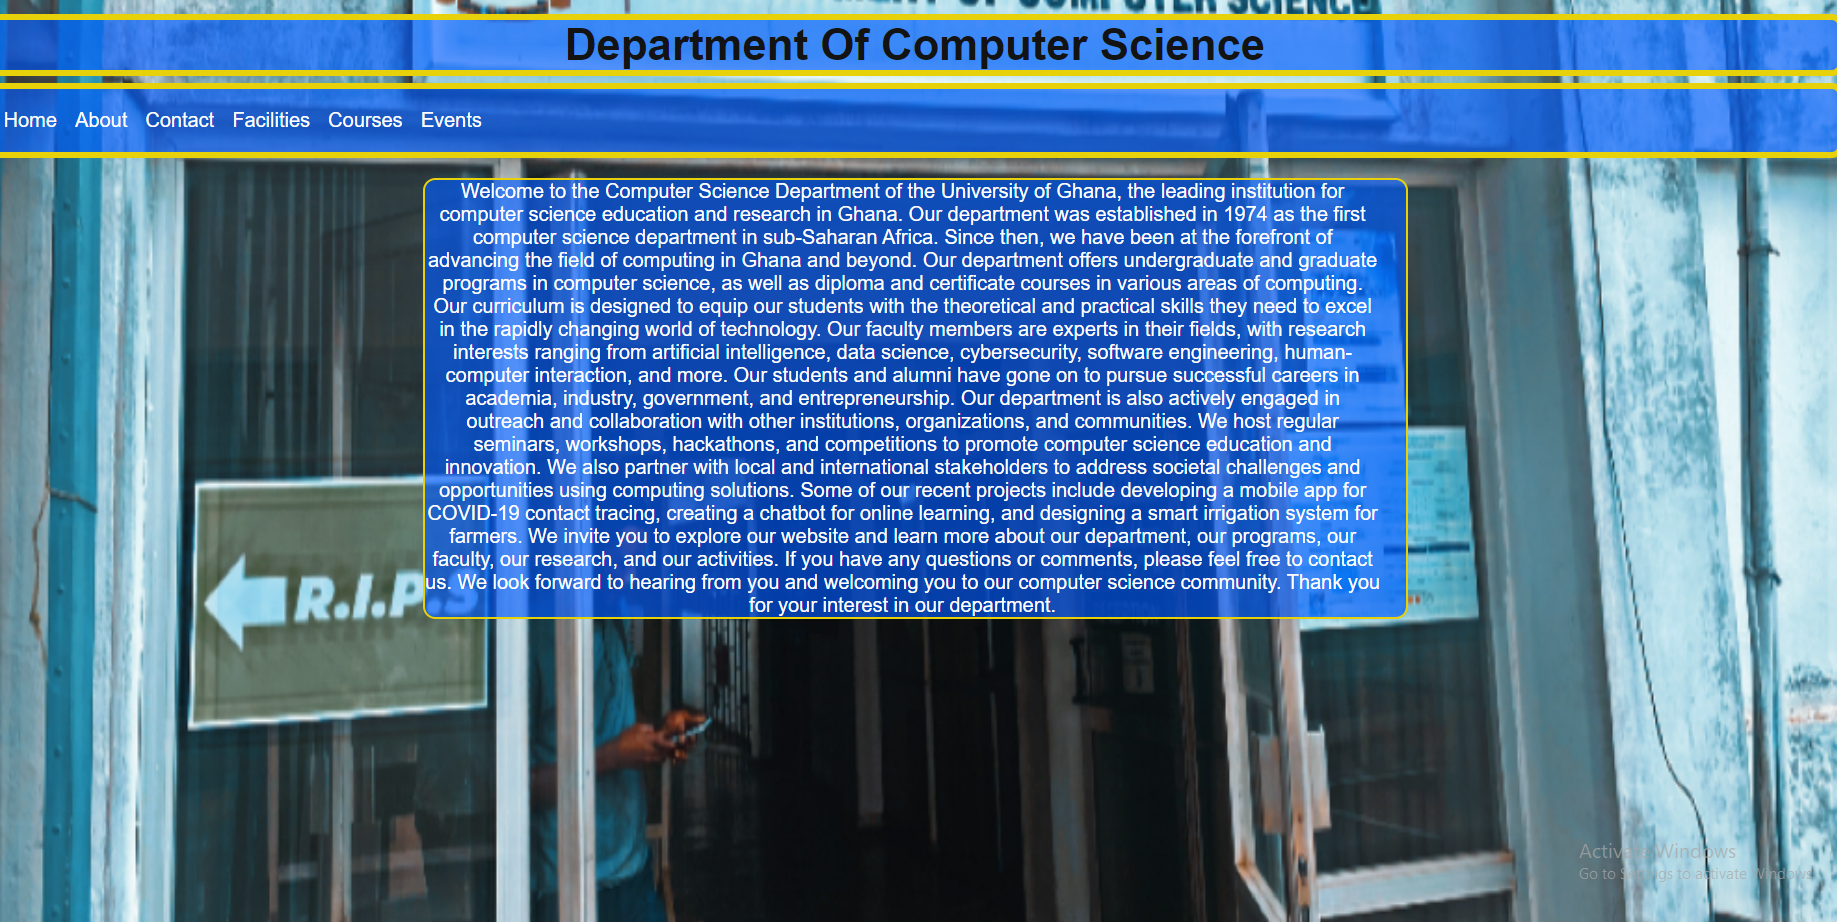 COMPUTER SCIENCE
Department Of Computer Science
Home About Contact Facilities Courses Events
Welcome to the Computer Science Department of the University of Ghana, the leading institution for
computer science education and research in Ghana. Our department was established in 1974 as the first
computer science department in sub-Saharan Africa. Since then, we have been at the forefront of
advancing the field of computing in Ghana and beyond. Our department offers undergraduate and graduate
programs in computer science, as well as diploma and certificate courses in various areas of computing.
Our curriculum is designed to equip our students with the theoretical and practical skills they need to excel
in the rapidly changing world of technology. Our faculty members are experts in their fields, with research
interests ranging from artificial intelligence, data science, cybersecurity, software engineering, human-
computer interaction, and more. Our students and alumni have gone on to pursue successful careers in
academia, industry, government, and entrepreneurship. Our department is also actively engaged in
outreach and collaboration with other institutions, organizations, and communities. We host regular
seminars, workshops, hackathons, and competitions to promote computer science education and
innovation. We also partner with local and international stakeholders to address societal challenges and
opportunities using computing solutions. Some of our recent projects include developing a mobile app for
COVID-19 contact tracing, creating a chatbot for online learning, and designing a smart irrigation system for
farmers. We invite you to explore our website and learn more about our department, our programs, our
faculty, our research, and our activities. If you have any questions or comments, please feel free to contact
us. We look forward to hearing from you and welcoming you to our computer science community. Thank you
for your interest in our department.
R.I.P.S
Activate Windows
Go to Settings to activate Windows.